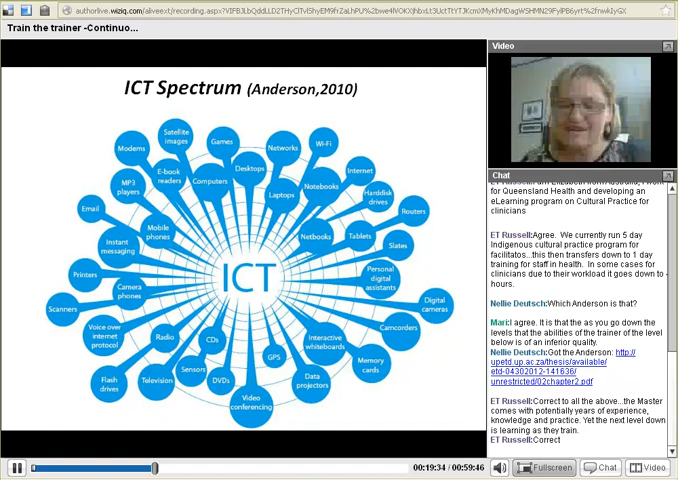 authorlive.wiziq.com/aliveext/recording.aspx?
Train the trainer -Continuo...
ICT Spectrum (Anderson,2010)
Satellite images
Games
Modems
Networks
Wi-Fi
E-book readers
Desktops
Internet
MP3 players
Computers
Laptops
Notebooks
Harddisk drives
Email
Mobile phones
Routers
Netbooks
Tablets
Instant messaging
Slates
ICT
Printers
Personal digital assistants
Camera phones
Digital cameras
Scanners
Voice over internet protocol
Radio
CDs
Interactive whiteboards
Camcorders
GPS
Memory cards
Flash drives
Television
Sensors
DVDs
Data projectors
Video conferencing
Video
Chat
for Queensland Health and developing an
eLearning program on Cultural Practice for
clinicians
ET Russell:Agree. We currently run 5 day
Indigenous cultural practice program for
facilitatos...this then transfers down to 1 day
training for staff in health. In some cases for
clinicians due to their workload it goes down to
hours.
Nellie Deutsch:Which Anderson is that?
Mari:I agree. It is that the as you go down the
levels that the abilities of the trainer of the level
below is of an inferior quality.
Nellie Deutsch:Got the Anderson: http://
upetd.up.ac.za/thesis/available/
etd-04302012-141636/
unrestricted/02chapter2.pdf
ET Russell:Correct to all the above...the Master
comes with potentially years of experience,
knowledge and practice. Yet the next level down
is learning as they train.
ET Russell:Correct
00:19:34 / 00:59:46
Fullscreen
Chat
Video